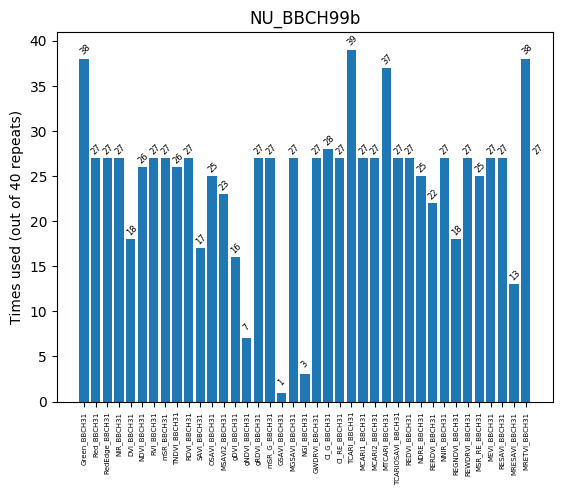 NU_BBCH99b
Times used (out of 40 repeats)
40
35
30
25
20
15
10
5
0
38
27
27
27
18
26
27
27
26
27
17
25
23
16
7
27
27
1
27
3
27
28
27
39
27
27
37
27
27
25
22
27
18
27
25
27
27
13
38
27
Green_BBCH31
Red_BBCH31
RedEdge_BBCH31
NIR_BBCH31
DVI_BBCH31
NDVI_BBCH31
RVI_BBCH31
mSR_BBCH31
TNDVI_BBCH31
RDVI_BBCH31
SAVI_BBCH31
OSAVI_BBCH31
MSAVI2_BBCH31
gDVI_BBCH31
gNDVI_BBCH31
gRDVI_BBCH31
mSR_G_BBCH31
GSAVI_BBCH31
MGSAVI_BBCH31
NGI_BBCH31
GWDRVI_BBCH31
CI_G_BBCH31
CI_RE_BBCH31
TCARI_BBCH31
MCARI1_BBCH31
MCARI2_BBCH31
MTCARI_BBCH31
TCARIOSAVI_BBCH31
REDVI_BBCH31
NDRE_BBCH31
RERDVI_BBCH31
NNIR_BBCH31
REGNDVI_BBCH31
REWDRVI_BBCH31
MSR_RE_BBCH31
MEVI_BBCH31
RESAVI_BBCH31
MRESAVI_BBCH31
MRETVI_BBCH31